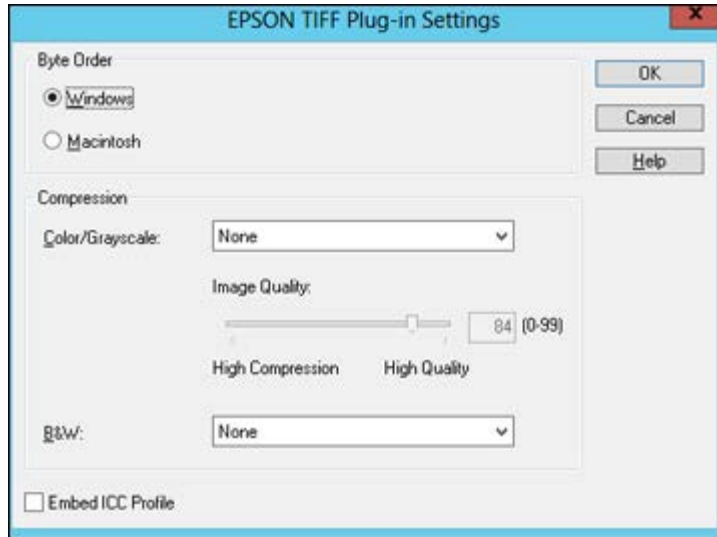 EPSON TIFF Plug-in Settings
x
Byte Order
Windows
Macintosh
OK
Cancel
Help
Compression
Color/Grayscale: None
Image Quality:
84 (0-99)
High Compression High Quality
B&W: None
Embed ICC Profile